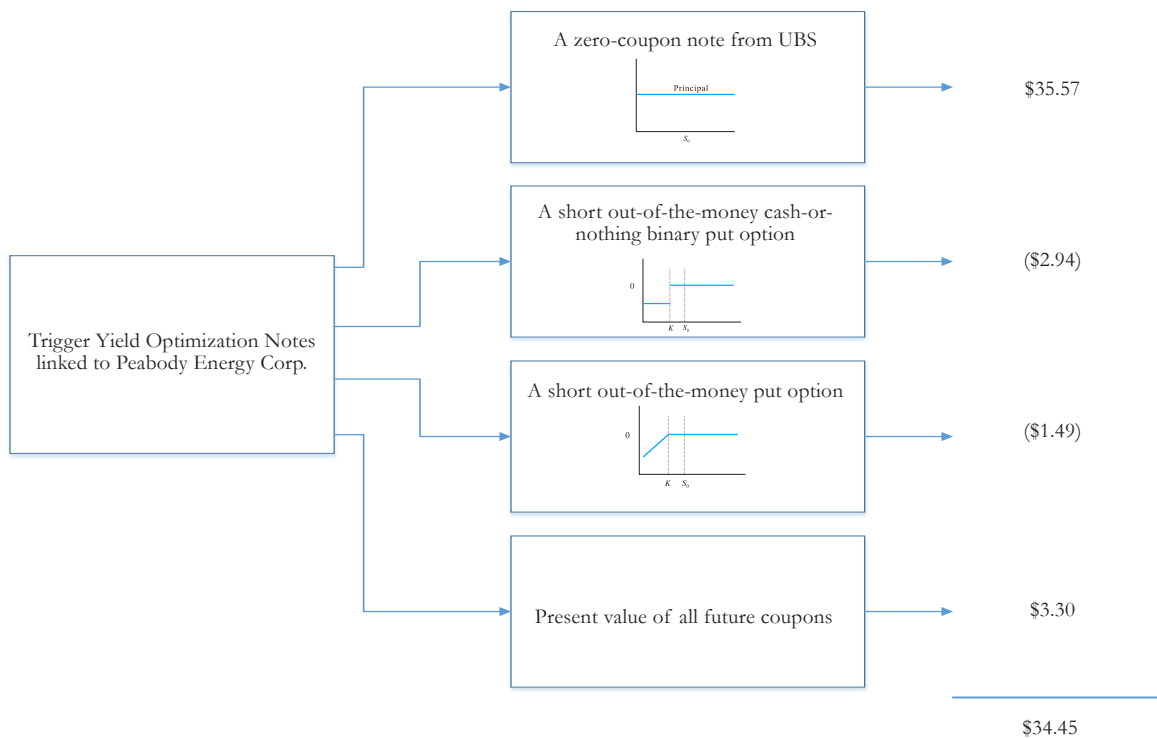 A zero-coupon note from UBS
Principal
S₀
$35.57
A short out-of-the-money cash-or-
nothing binary put option
0
K S₀
($2.94)
Trigger Yield Optimization Notes
linked to Peabody Energy Corp.
A short out-of-the-money put option
0
K S₀
($1.49)
Present value of all future coupons
$3.30
$34.45